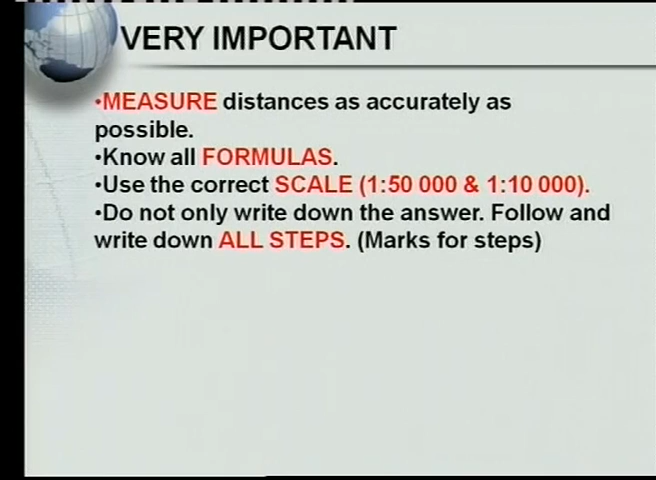 VERY IMPORTANT
•MEASURE distances as accurately as
possible.
•Know all FORMULAS.
•Use the correct SCALE (1:50 000 & 1:10 000).
•Do not only write down the answer. Follow and
write down ALL STEPS. (Marks for steps)